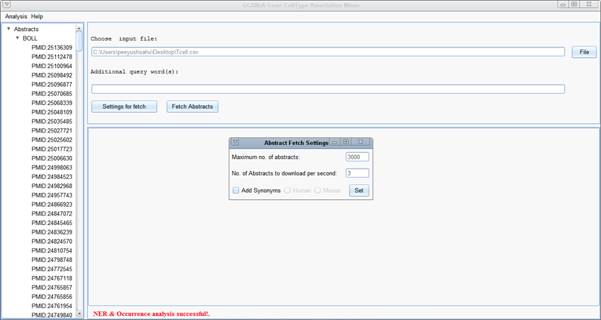 Analysis Help
Abstracts
BOLL
PMID:25136309
PMID:25112478
PMID:25100964
PMID:25098492
PMID:25096877
PMID:25070685
PMID:25068339
PMID:25048109
PMID:25035485
PMID:25027721
PMID:25025602
PMID:25017723
PMID:25006630
PMID:24998063
PMID:24984523
PMID:24982968
PMID:24957743
PMID:24866923
PMID:24847072
PMID:24845465
PMID:24836239
PMID:24824570
PMID:24810754
PMID:24798748
PMID:24772545
PMID:24767118
PMID:24765857
PMID:24765856
PMID:24761954
PMID:24749840
Choose input file:
C:\Users\peeyushsahu\Desktop\Tcell.csv
File
Additional query word(s):
Settings for fetch
Fetch Abstracts
Abstract Fetch Settings
Maximum no. of abstracts:
3000
No. of Abstracts to download per second:
3
Add Synonyms Human Mouse Set
NER & Occurrence analysis successful!.